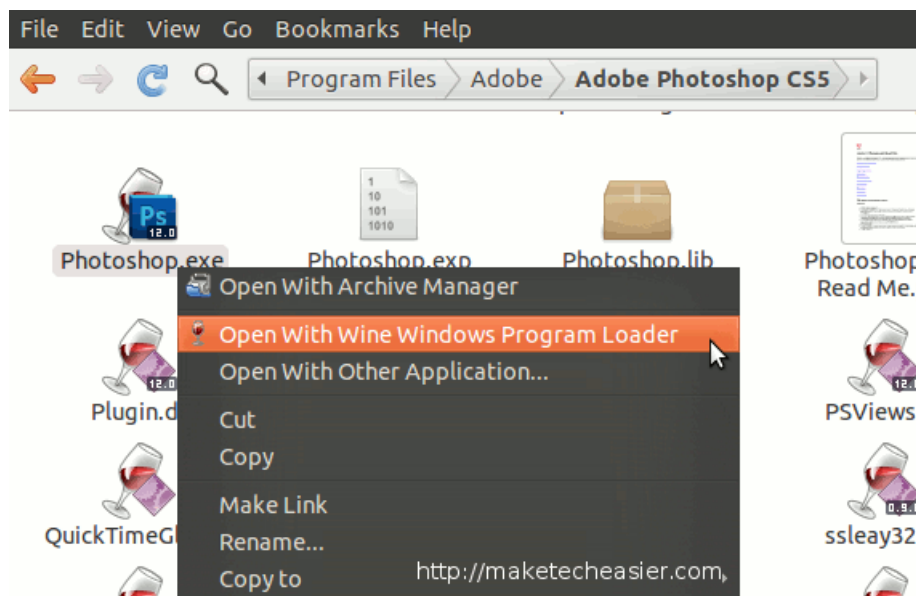 File Edit View Go Bookmarks Help
Program Files Adobe Adobe Photoshop CS5
1
10
101
1010
Ps
12.0
Photoshop.exe Photoshop.exp Photoshop.lib Photoshop
Read Me.
Open With Archive Manager
Open With Wine Windows Program Loader
Open With Other Application...
12.0
12.0
Plugin.d
PSViews
Cut
Copy
0.9.
QuickTimeGl
ssleay32
Make Link
Rename...
Copy to
http://maketecheasier.com